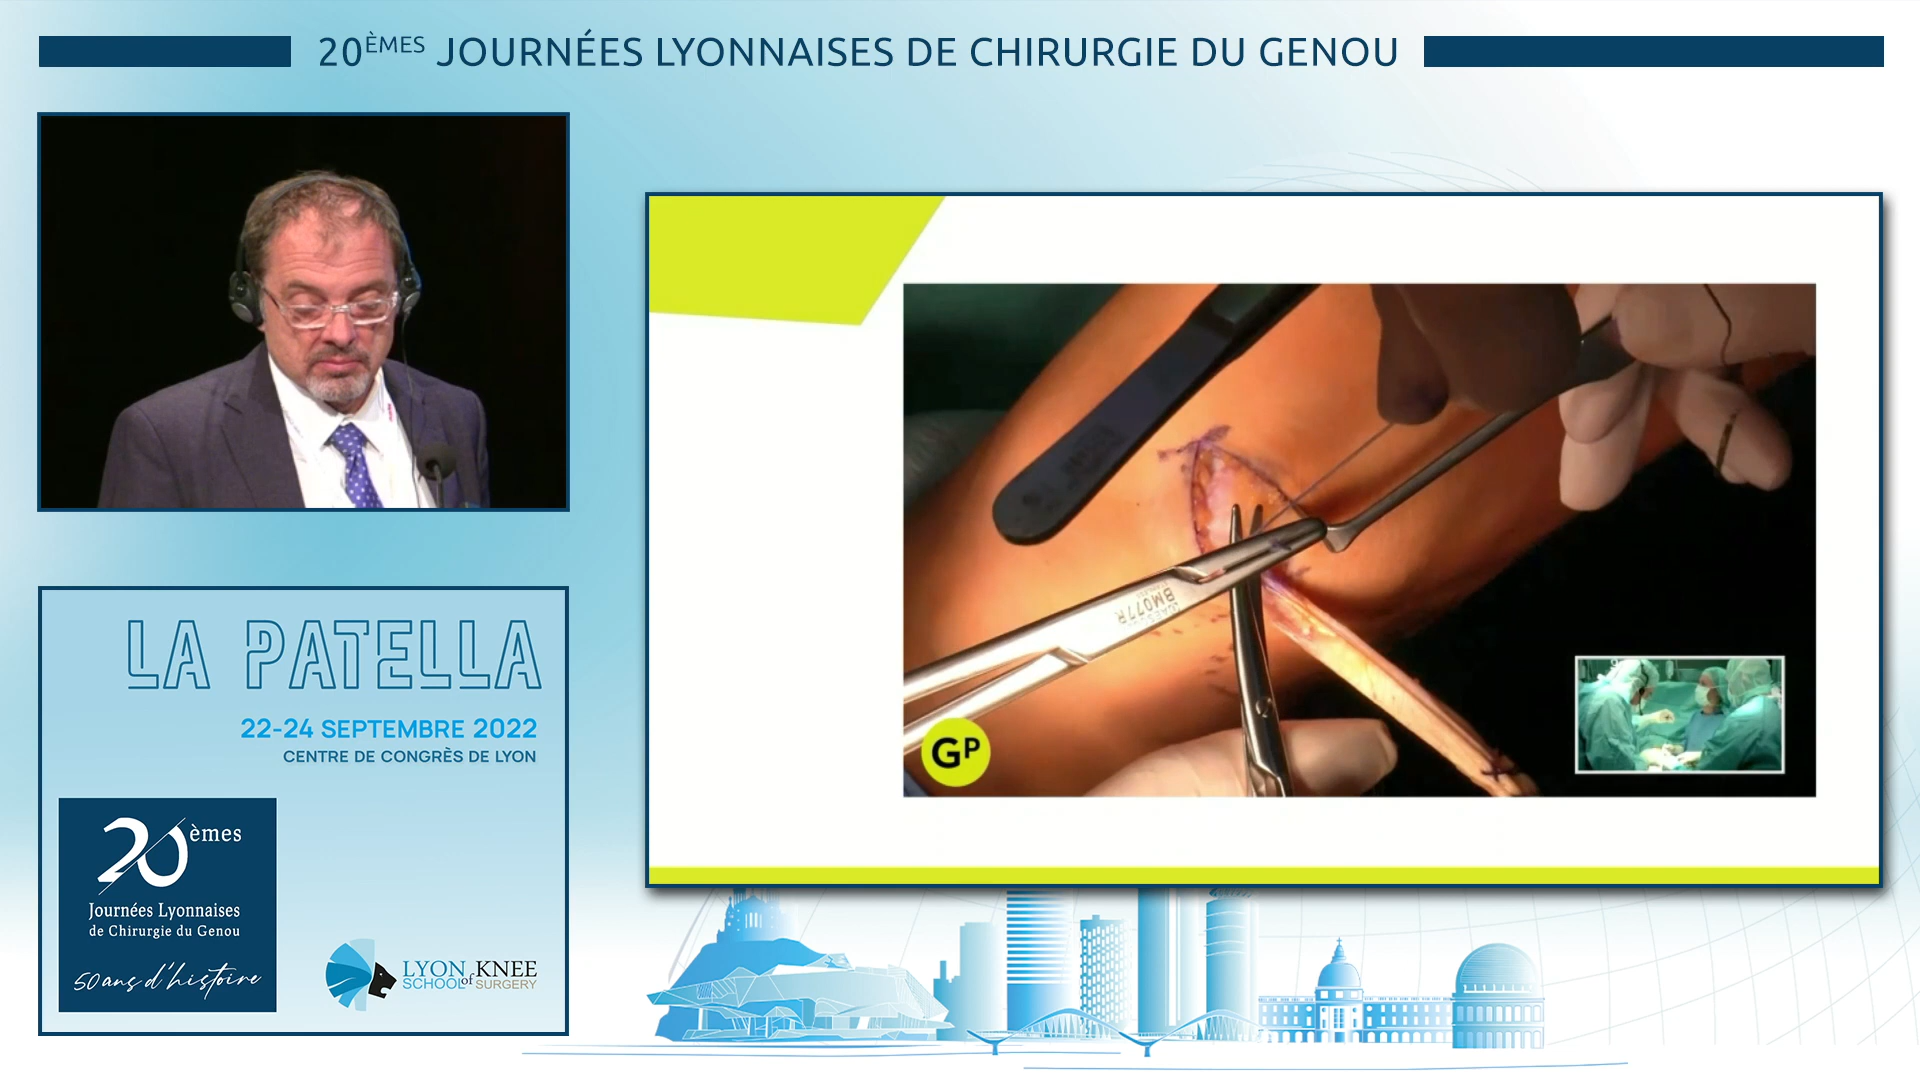 20ÈMES JOURNÉES LYONNAISES DE CHIRURGIE DU GENOU
LA PATELLA
22-24 SEPTEMBRE 2022
CENTRE DE CONGRÈS DE LYON
20èmes
Journées Lyonnaises
de Chirurgie du Genou
50 ans d'histoire
LYON KNEE
SCHOOL of SURGERY
BM077R
GP